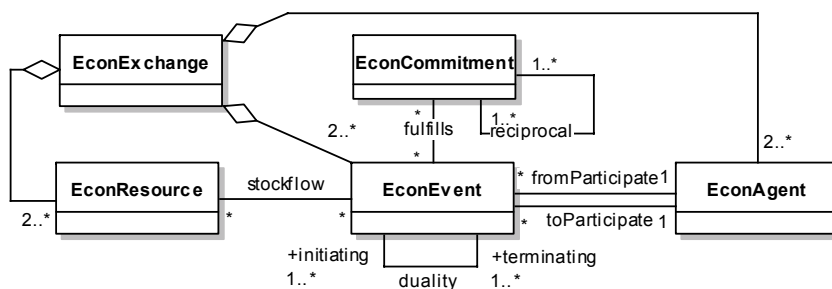 EconExchange
EconCommitment
1..*
*
1..*
2..*
fulfills
reciprocal
*
2..*
EconResource
stockflow
EconEvent
* fromParticipate 1
EconAgent
2..*
*
*
*
toParticipate 1
+initiating
+terminating
1..*
duality
1..*